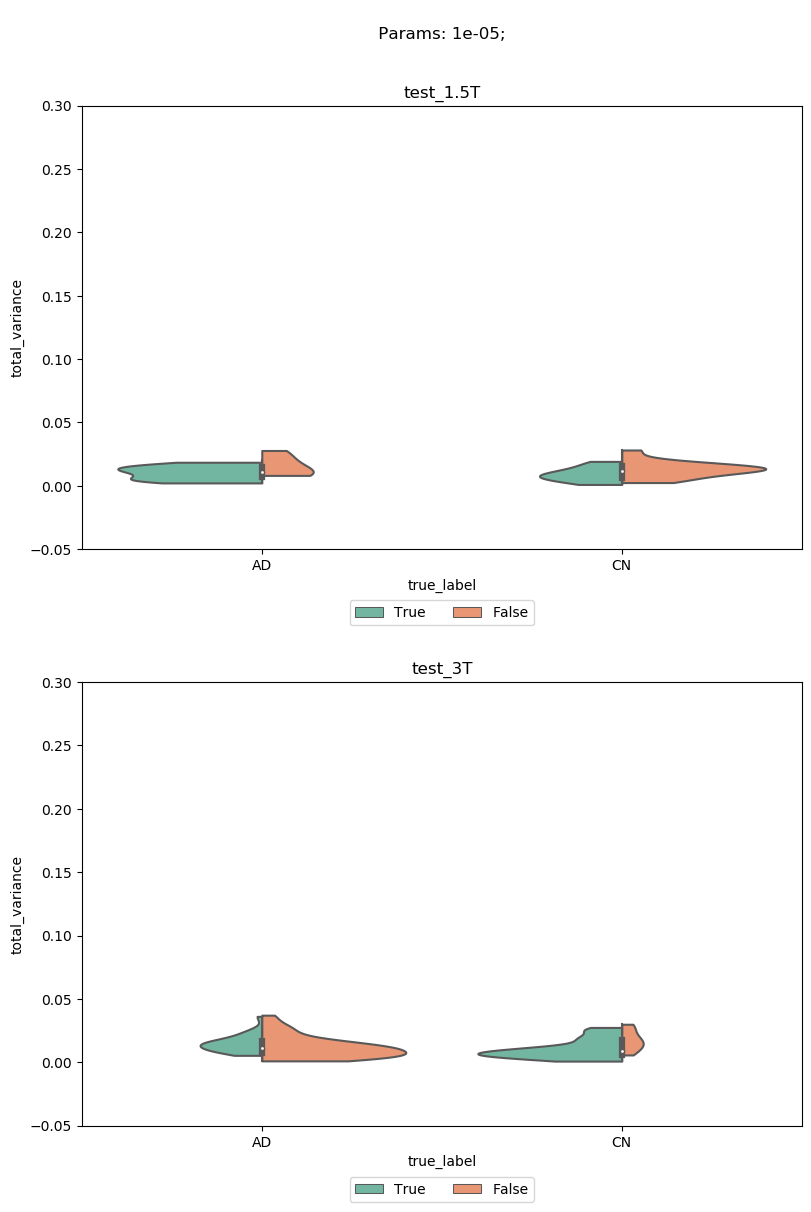 Params: 1e-05;
test_1.5T
0.30
0.25
0.20
0.15
0.10
0.05
0.00
−0.05
total_variance
AD CN
true_label
True False
test_3T
0.30
0.25
0.20
0.15
0.10
0.05
0.00
−0.05
total_variance
AD CN
true_label
True False